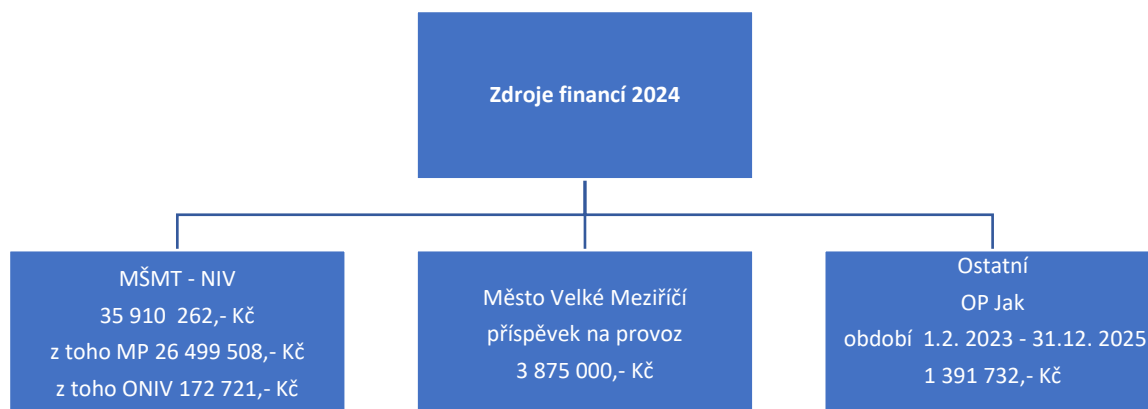 Zdroje financí 2024
MŠMT - NIV
35 910 262,- Kč
z toho MP 26 499 508,- Kč
z toho ONIV 172 721,- Kč
Město Velké Meziříčí
příspěvek na provoz
3 875 000,- Kč
Ostatní
OP Jak
období 1.2. 2023 - 31.12. 2025
1 391 732,- Kč